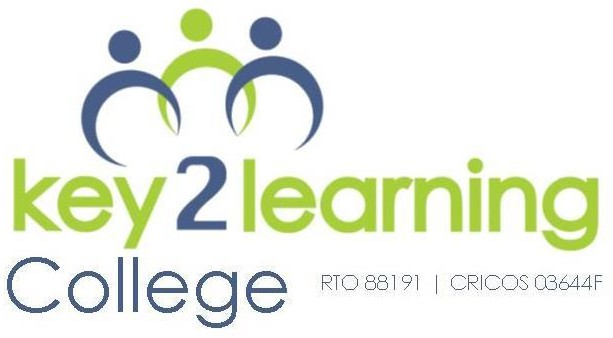 key2learning
College RTO 88191 | CRICOS 03644F